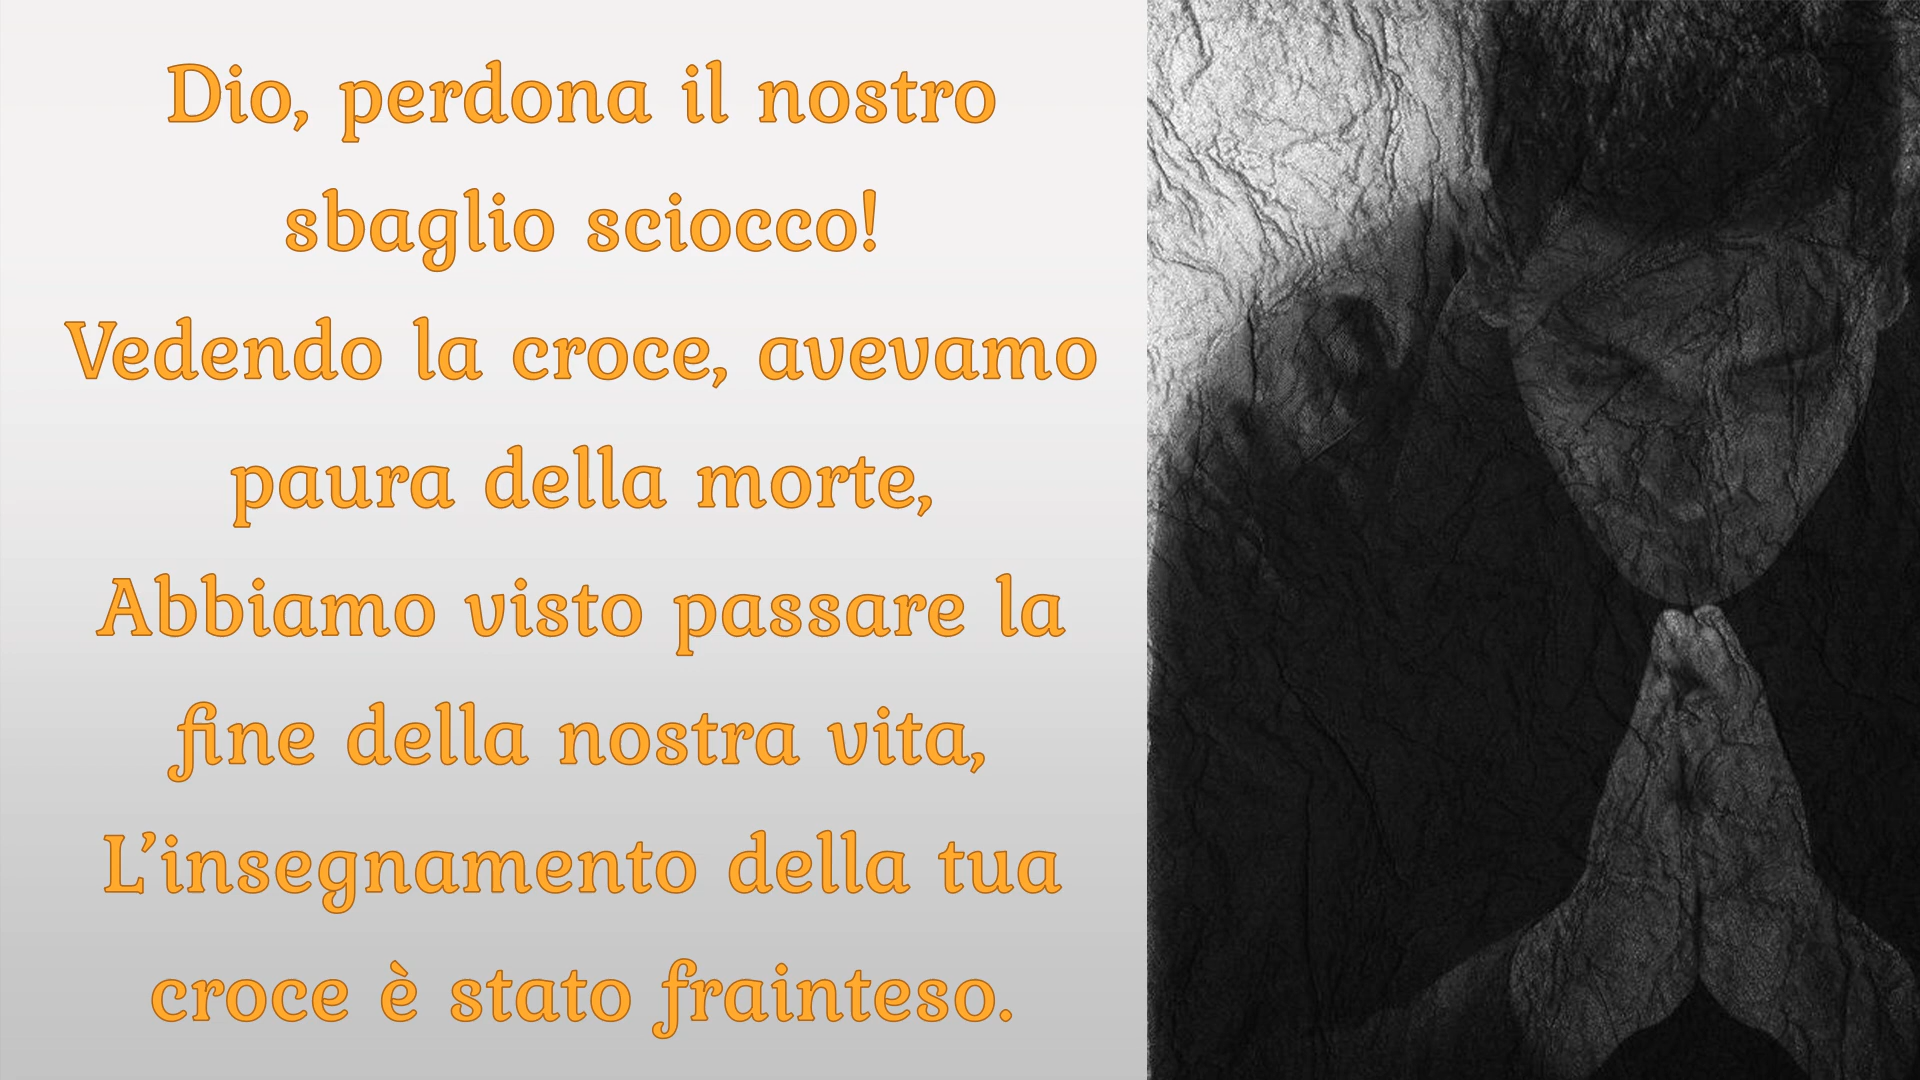 Dio, perdona il nostro
sbaglio sciocco!
Vedendo la croce, avevamo
paura della morte,
Abbiamo visto passare la
fine della nostra vita,
L’insegnamento della tua
croce è stato frainteso.